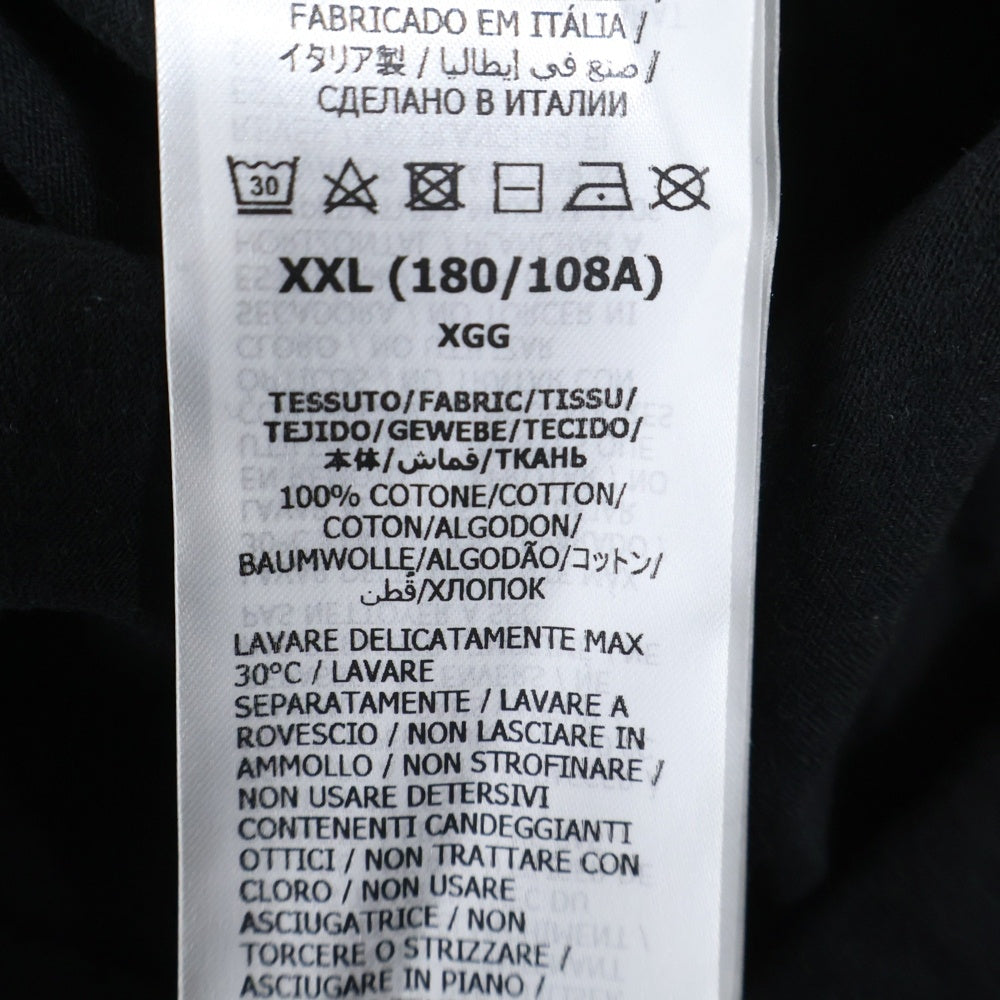 FABRICADO EM ITÁLIA /
イタリア製 / صنع في إيطاليا /
СДЕЛАНО В ИТАЛИИ
30
XXL (180/108A)
XGG
TESSUTO/FABRIC/TISSU/
TEJIDO/GEWEBE/TECIDO/
本体/قماش/ТКАНЬ
100% COTONE/COTTON/
COTON/ALGODON/
BAUMWOLLE/ALGODÃO/コットン/
قطن/ХЛОПОК
LAVARE DELICATAMENTE MAX
30°C / LAVARE
SEPARATAMENTE / LAVARE A
ROVESCIO / NON LASCIARE IN
AMMOLLO / NON STROFINARE /
NON USARE DETERSIVI
CONTENENTI CANDEGGIANTI
OTTICI / NON TRATTARE CON
CLORO / NON USARE
ASCIUGATRICE / NON
TORCERE O STRIZZARE /
ASCIUGARE IN PIANO /